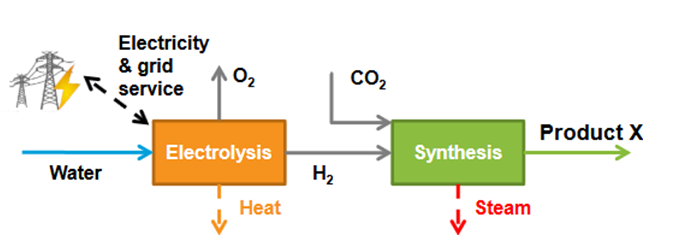 Electricity
& grid
service
O₂
CO₂
Water
Electrolysis
H₂
Synthesis
Product X
Heat
Steam